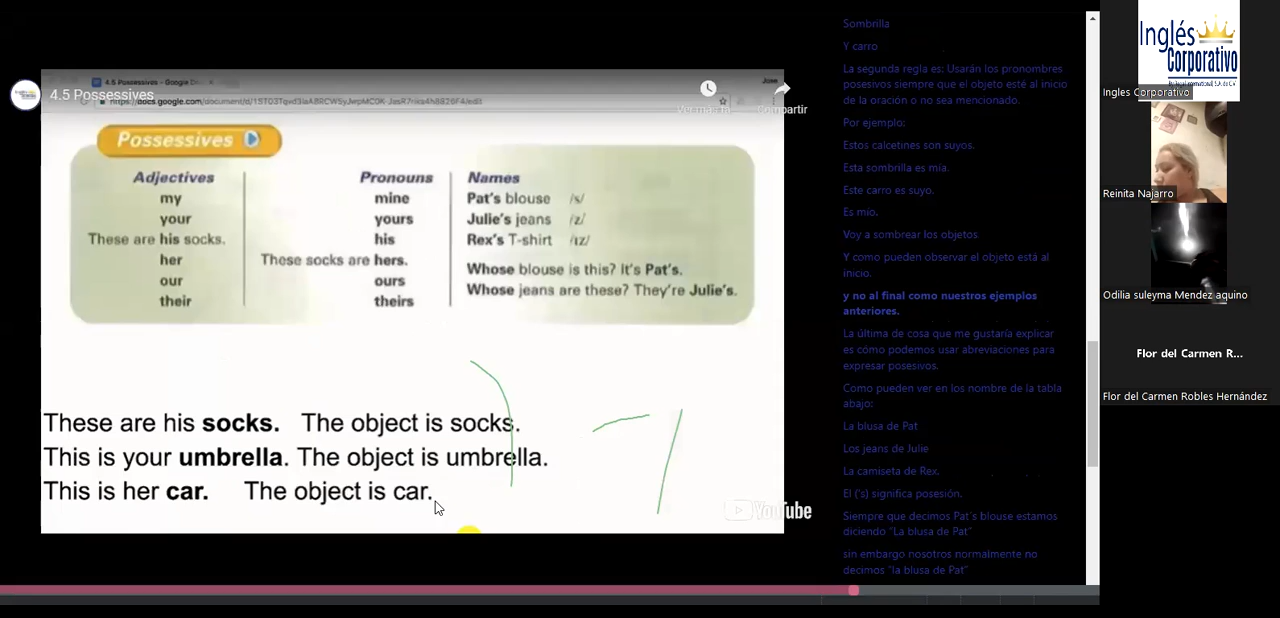 4.5 Possessives - Google Do
Jose
4.5 Possessives
Ver más ta
Compartir
Possessives
Adjectives
my
your
These are his socks.
her
our
their
Pronouns
mine
yours
his
These socks are hers.
ours
theirs
Names
Pat's blouse /s/
Julie's jeans /z/
Rex's T-shirt /ɪz/
Whose blouse is this? It's Pat's.
Whose jeans are these? They're Julie's.
These are his socks. The object is socks.
This is your umbrella. The object is umbrella.
This is her car. The object is car.
YouTube
Sombrilla
Y carro
La segunda regla es: Usarán los pronombres
posesivos siempre que el objeto esté al inicio
de la oración o no sea mencionado.
Por ejemplo:
Estos calcetines son suyos.
Esta sombrilla es mía.
Este carro es suyo.
Es mío.
Voy a sombrear los objetos
Y como pueden observar el objeto está al
inicio.
y no al final como nuestros ejemplos
anteriores.
La última de cosa que me gustaría explicar
es cómo podemos usar abreviaciones para
expresar posesivos.
Como pueden ver en los nombre de la tabla
abajo:
La blusa de Pat
Los jeans de Julie
La camiseta de Rex.
El ('s) significa posesión.
Siempre que decimos Pat's blouse estamos
diciendo "La blusa de Pat"
sin embargo nosotros normalmente no
decimos "la blusa de Pat"
Inglés
Corporativo
Ingles Corporativo
Reinita Najarro
Odilia suleyma Mendez aquino
Flor del Carmen R...
Flor del Carmen Robles Hernández